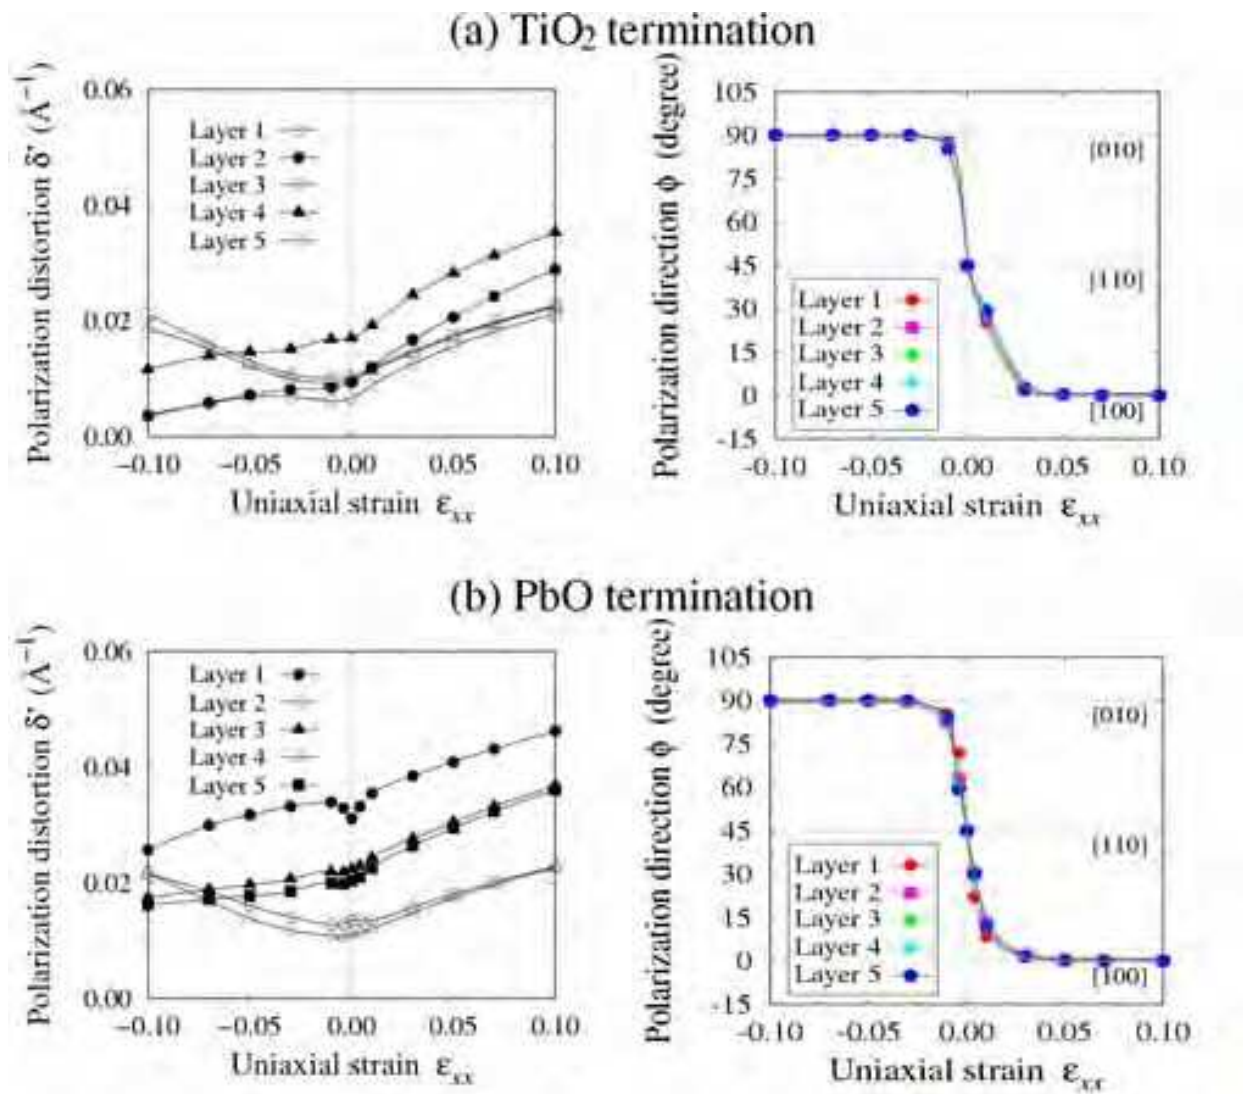 (a) TiO₂ termination
Polarization distortion δ' (Å⁻¹)
0.06
0.04
0.02
0.00
Layer 1
Layer 2
Layer 3
Layer 4
Layer 5
−0.10 −0.05 0.00 0.05 0.10
Uniaxial strain εxx
Polarization direction ϕ (degree)
105
90
75
60
45
30
15
0
-15
[010]
[110]
[100]
Layer 1
Layer 2
Layer 3
Layer 4
Layer 5
-0.10 -0.05 0.00 0.05 0.10
Uniaxial strain εxx
(b) PbO termination
Polarization distortion δ' (Å⁻¹)
0.06
0.04
0.02
0.00
Layer 1
Layer 2
Layer 3
Layer 4
Layer 5
−0.10 −0.05 0.00 0.05 0.10
Uniaxial strain εxx
Polarization direction ϕ (degree)
105
90
75
60
45
30
15
0
-15
[010]
[110]
[100]
Layer 1
Layer 2
Layer 3
Layer 4
Layer 5
-0.10 -0.05 0.00 0.05 0.10
Uniaxial strain εxx